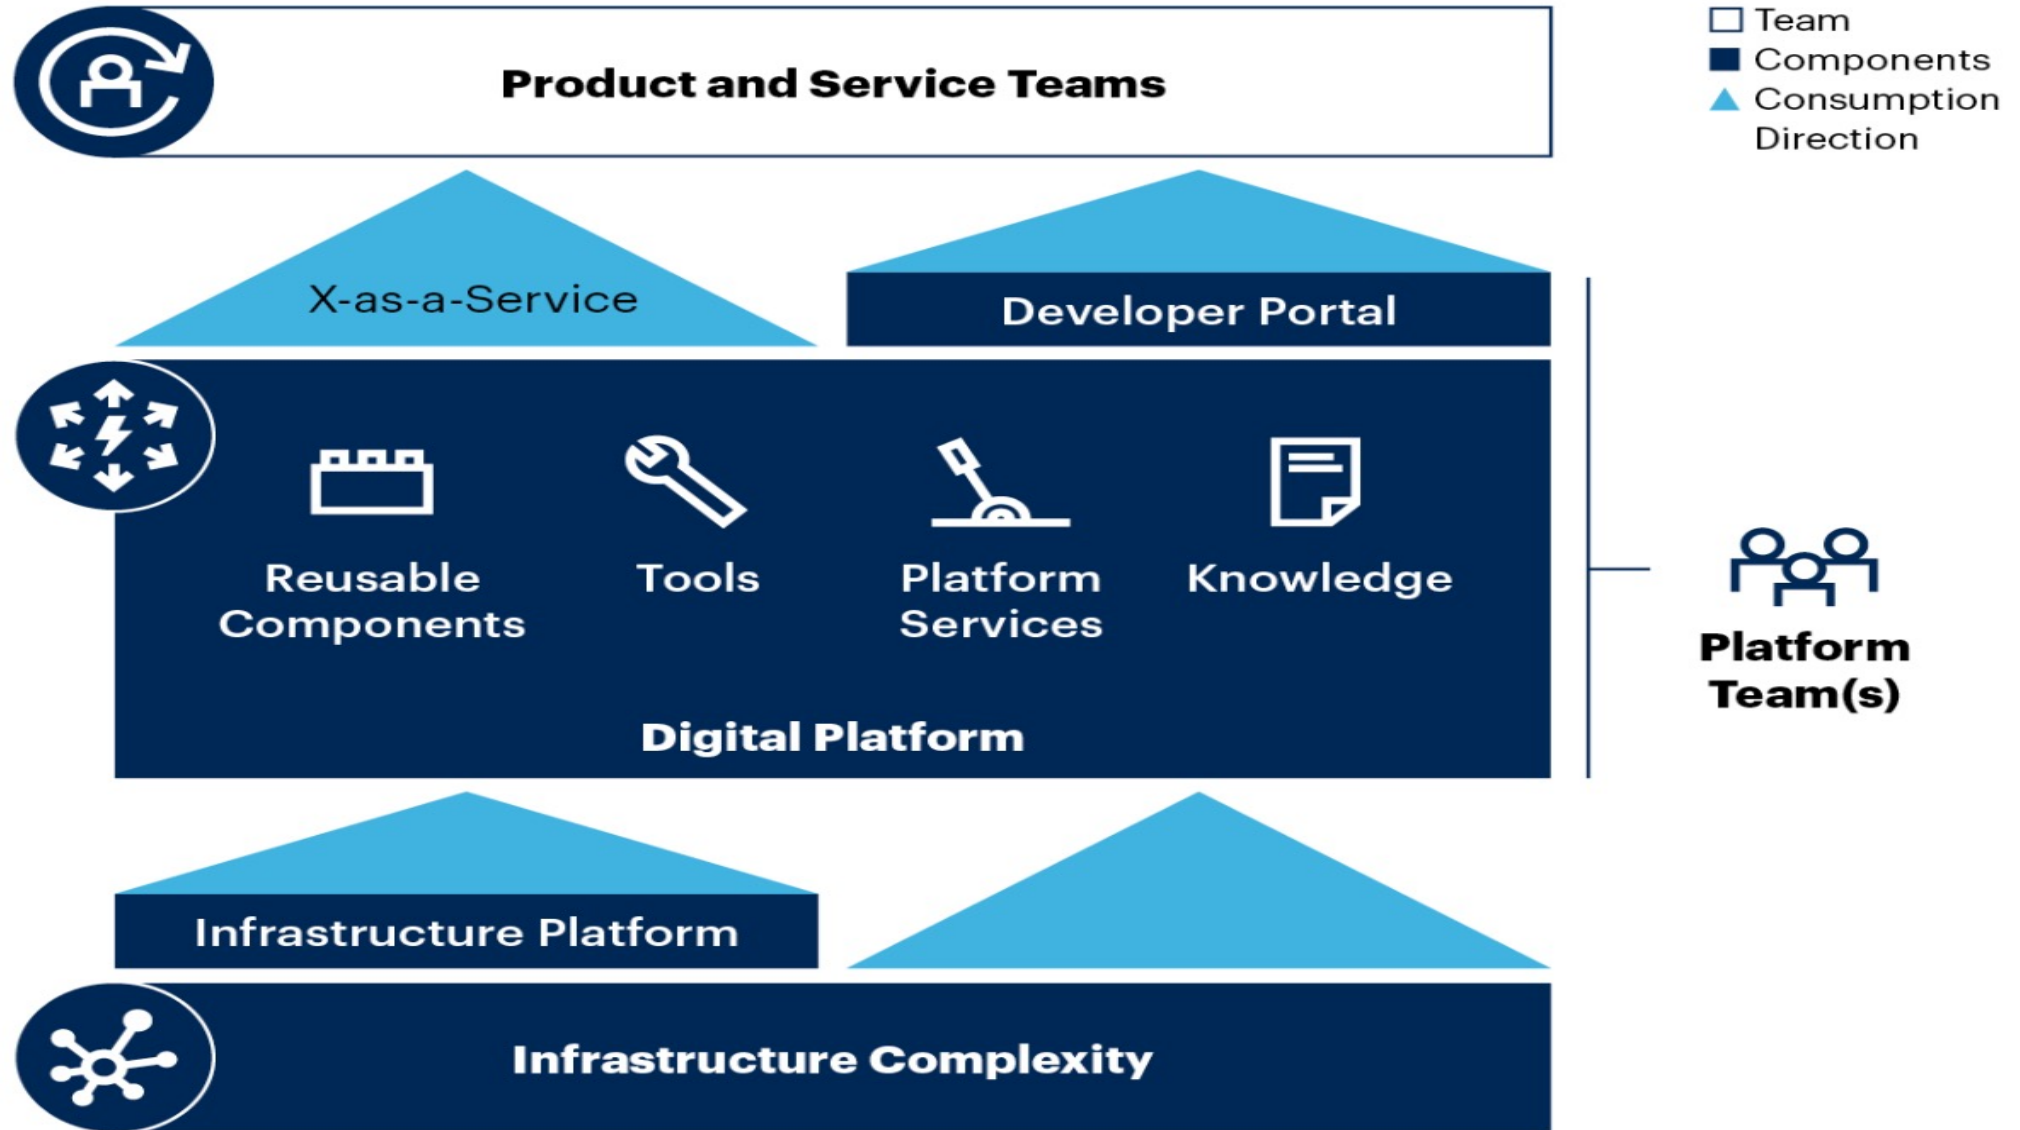 Product and Service Teams
Team
Components
Consumption
Direction
X-as-a-Service
Developer Portal
Reusable
Components
Tools
Platform
Services
Knowledge
Digital Platform
Platform
Team(s)
Infrastructure Platform
Infrastructure Complexity